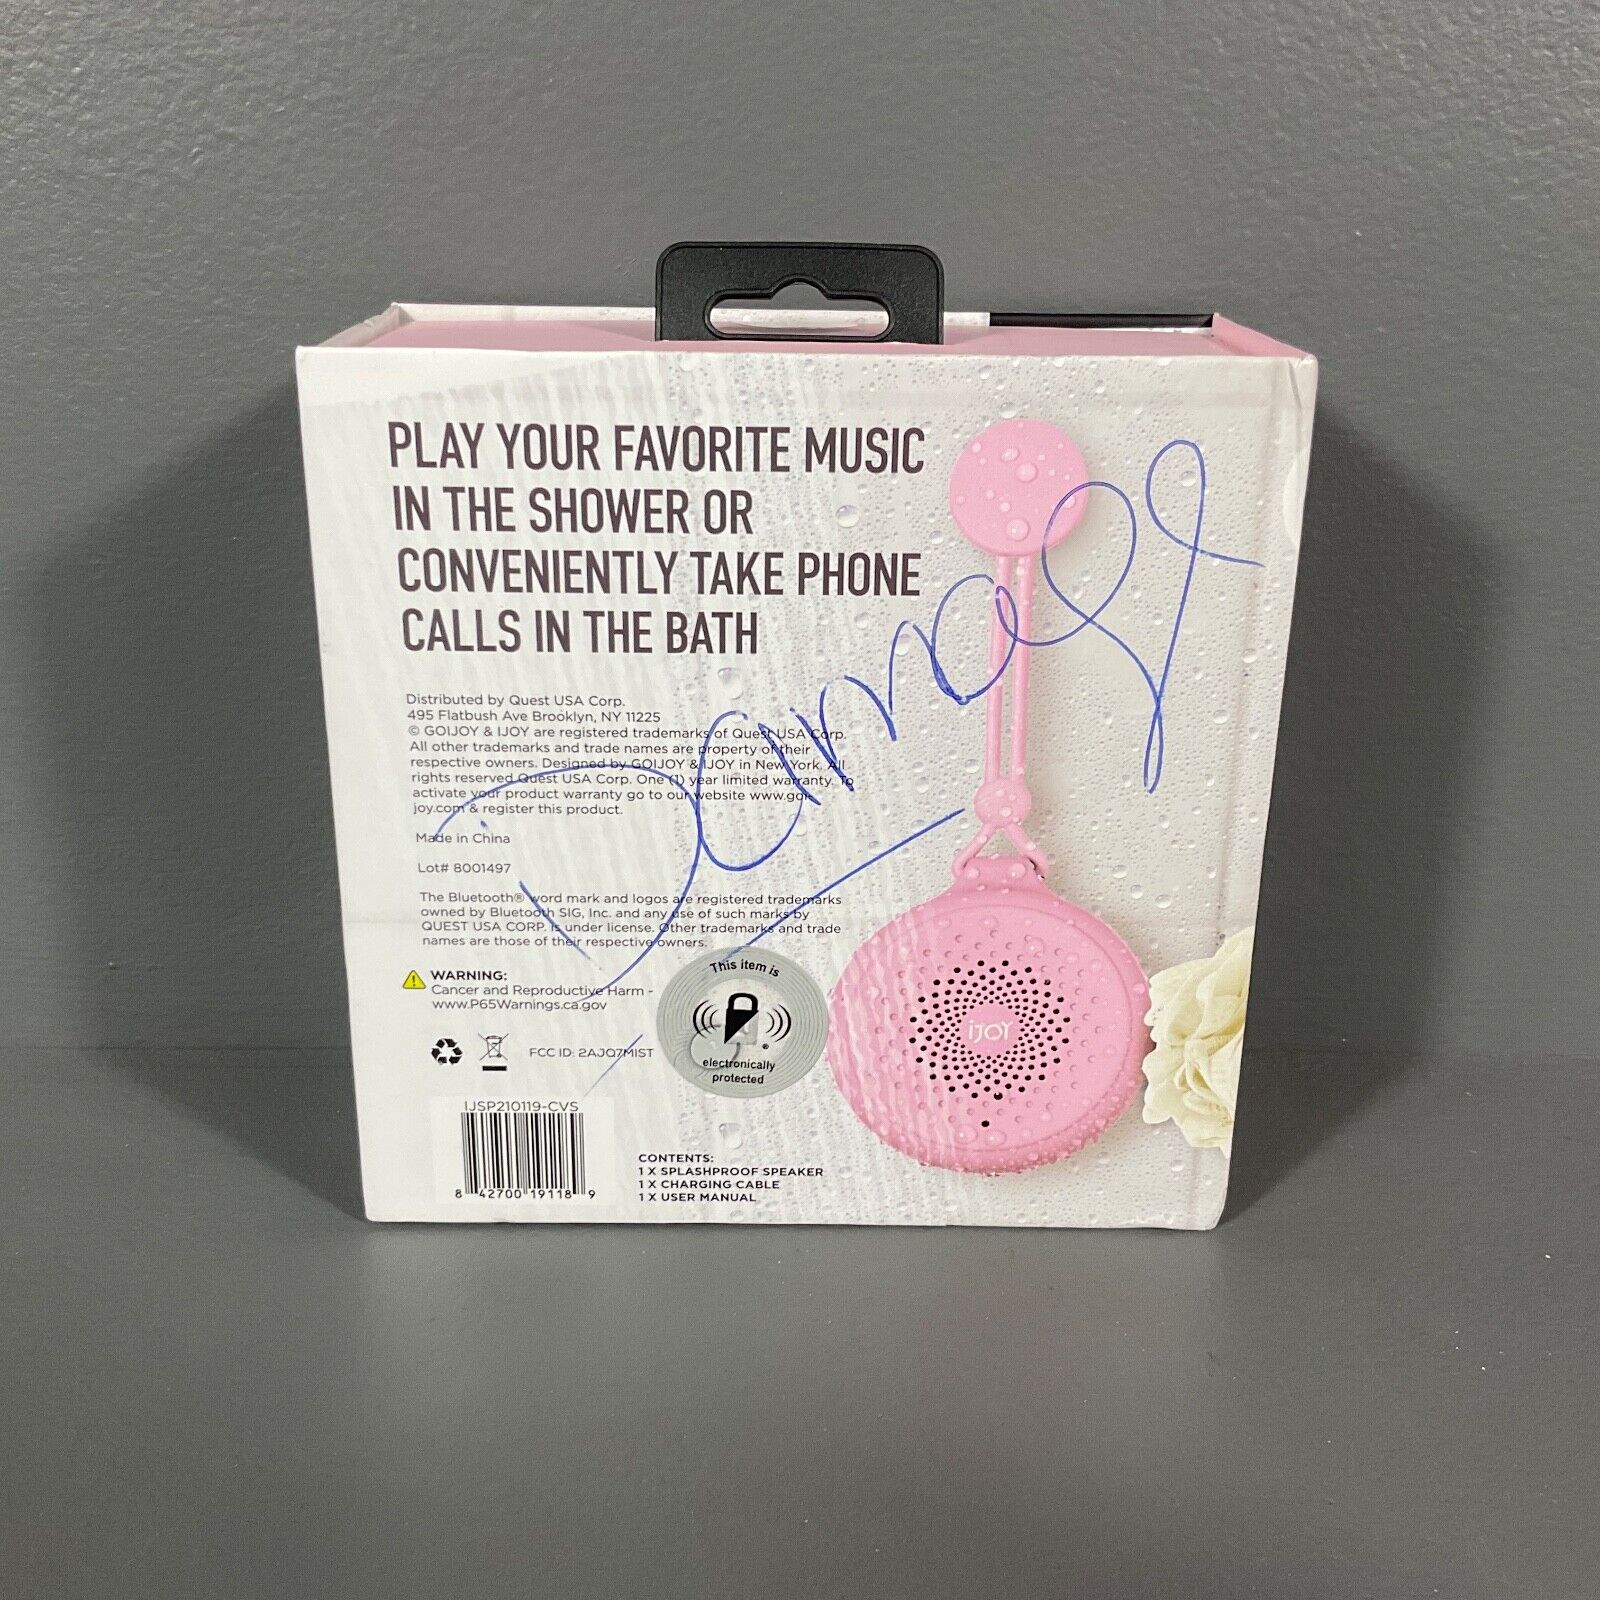 PLAY YOUR FAVORITE MUSIC
IN THE SHOWER OR
CONVENIENTLY TAKE PHONE
CALLS IN THE BATH
Distributed by Quest USA Corp.
495 Flatbush Ave Brooklyn, NY 11225
© GOIJOY & IJOY are registered trademarks of Quest USA Corp.
All other trademarks and trade names are property of their
respective owners. Designed by GOIJOY & IJOY in New York. All
rights reserved Quest USA Corp. One (1) year limited warranty. To
activate your product warranty go to our website www.goi-
joy.com & register this product.
Made in China
Lot# 8001497
The Bluetooth® word mark and logos are registered trademarks
owned by Bluetooth SIG, Inc. and any use of such marks by
QUEST USA CORP. is under license. Other trademarks and trade
names are those of their respective owners.
WARNING:
Cancer and Reproductive Harm -
www.P65Warnings.ca.gov
FCC ID: 2AJQ7MIST
This item is
®
electronically
protected
iJOY
IJSP210119-CVS
8 42700 19118 9
CONTENTS:
1 X SPLASHPROOF SPEAKER
1 X CHARGING CABLE
1 X USER MANUAL